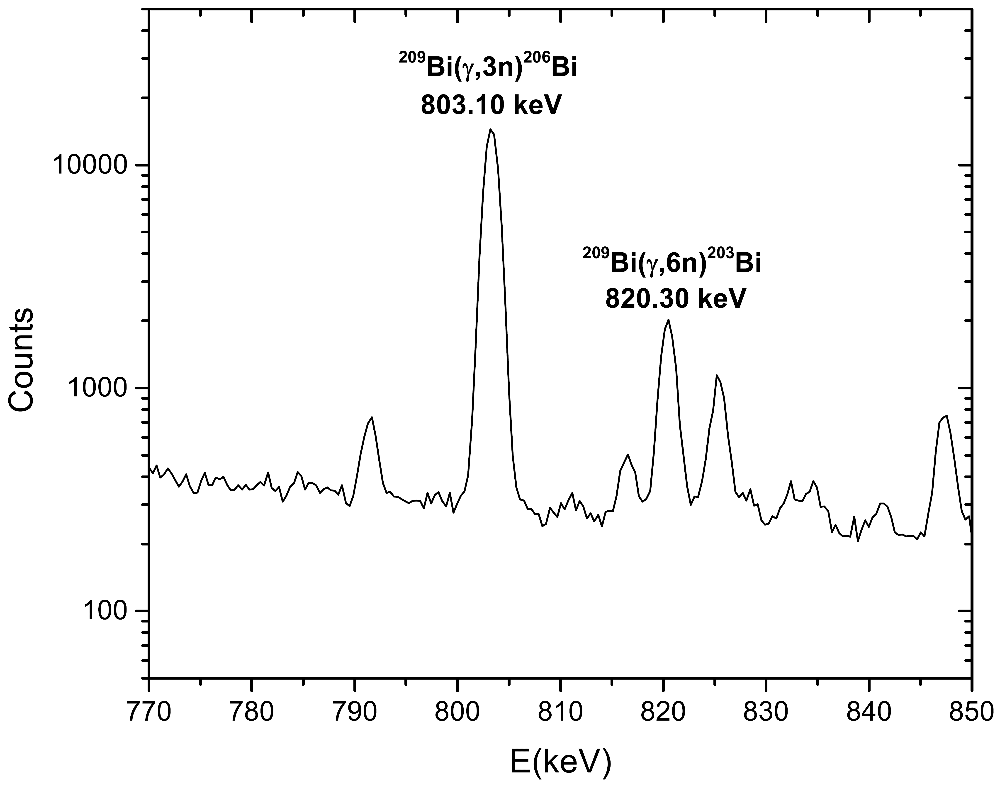 ²⁰⁹Bi(γ,3n)²⁰⁶Bi
803.10 keV
²⁰⁹Bi(γ,6n)²⁰³Bi
820.30 keV
Counts
10000
1000
100
770 780 790 800 810 820 830 840 850
E(keV)